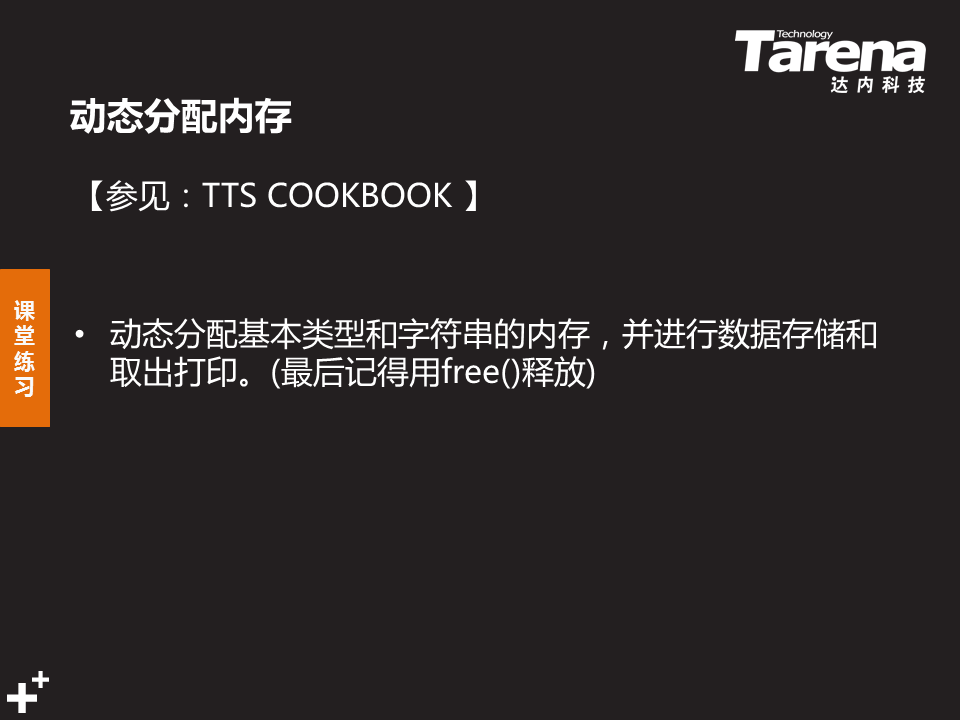 Technology
Tarena
达内科技
动态分配内存
【参见：TTS COOKBOOK 】
课
堂
练
习
• 动态分配基本类型和字符串的内存，并进行数据存储和
取出打印。(最后记得用free()释放)